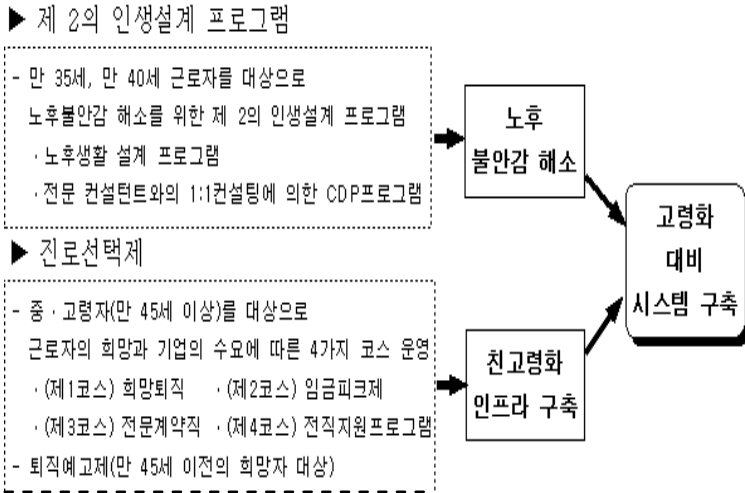 ▶ 제 2의 인생설계 프로그램
- 만 35세, 만 40세 근로자를 대상으로
노후불안감 해소를 위한 제 2의 인생설계 프로그램
· 노후생활 설계 프로그램
· 전문 컨설턴트와의 1:1컨설팅에 의한 CDP프로그램
노후
불안감 해소
▶ 진로선택제
- 중 · 고령자(만 45세 이상)를 대상으로
근로자의 희망과 기업의 수요에 따른 4가지 코스 운영
· (제1코스) 희망퇴직 · (제2코스) 임금피크제
· (제3코스) 전문계약직 · (제4코스) 전직지원프로그램
- 퇴직예고제(만 45세 이전의 희망자 대상)
친고령화
인프라 구축
고령화
대비
시스템 구축